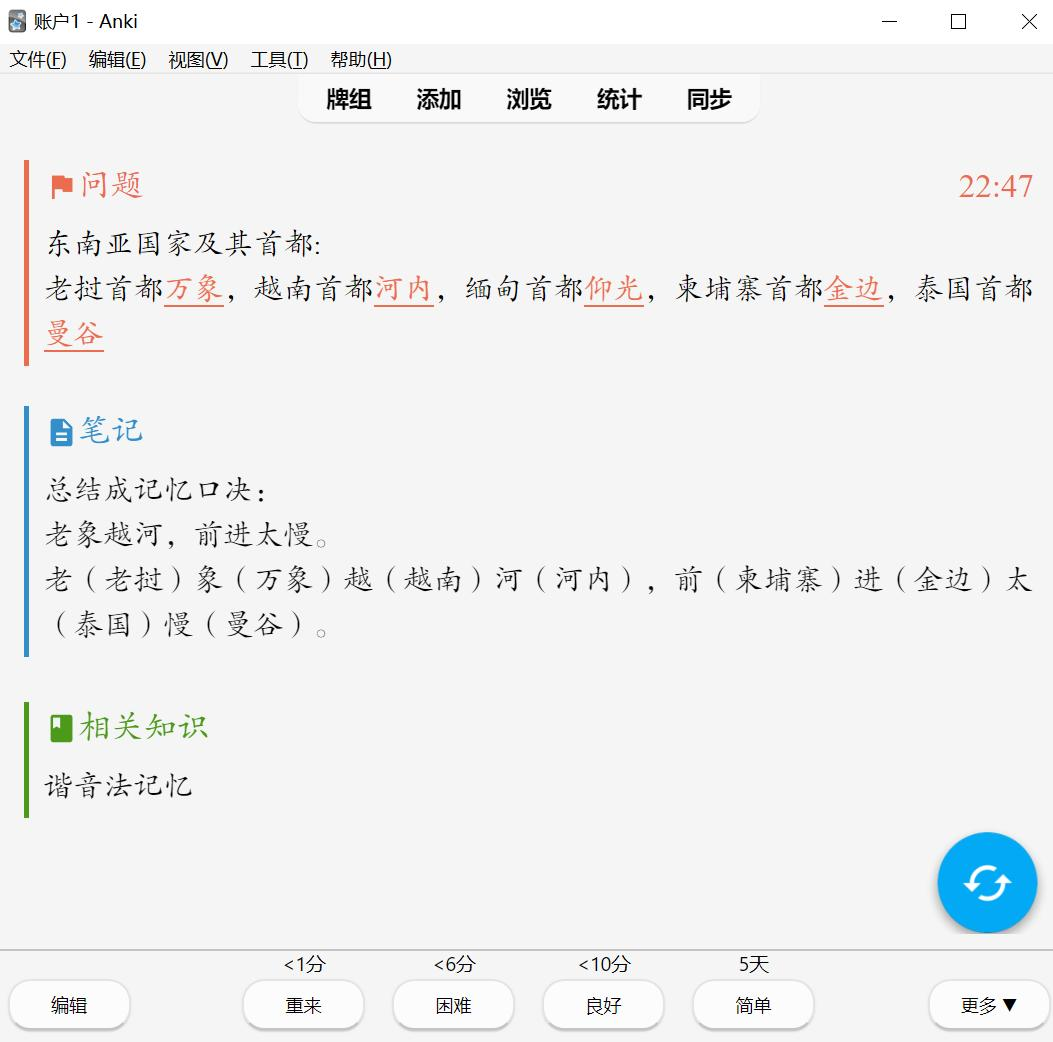 账户1 - Anki
文件(F) 编辑(E) 视图(V) 工具(T) 帮助(H)
牌组 添加 浏览 统计 同步
问题 22:47
东南亚国家及其首都:
老挝首都万象，越南首都河内，缅甸首都仰光，柬埔寨首都金边，泰国首都
曼谷
笔记
总结成记忆口决：
老象越河，前进太慢。
老（老挝）象（万象）越（越南）河（河内），前（柬埔寨）进（金边）太
（泰国）慢（曼谷）。
相关知识
谐音法记忆
<1分 <6分 <10分 5天
编辑 重来 困难 良好 简单 更多▼